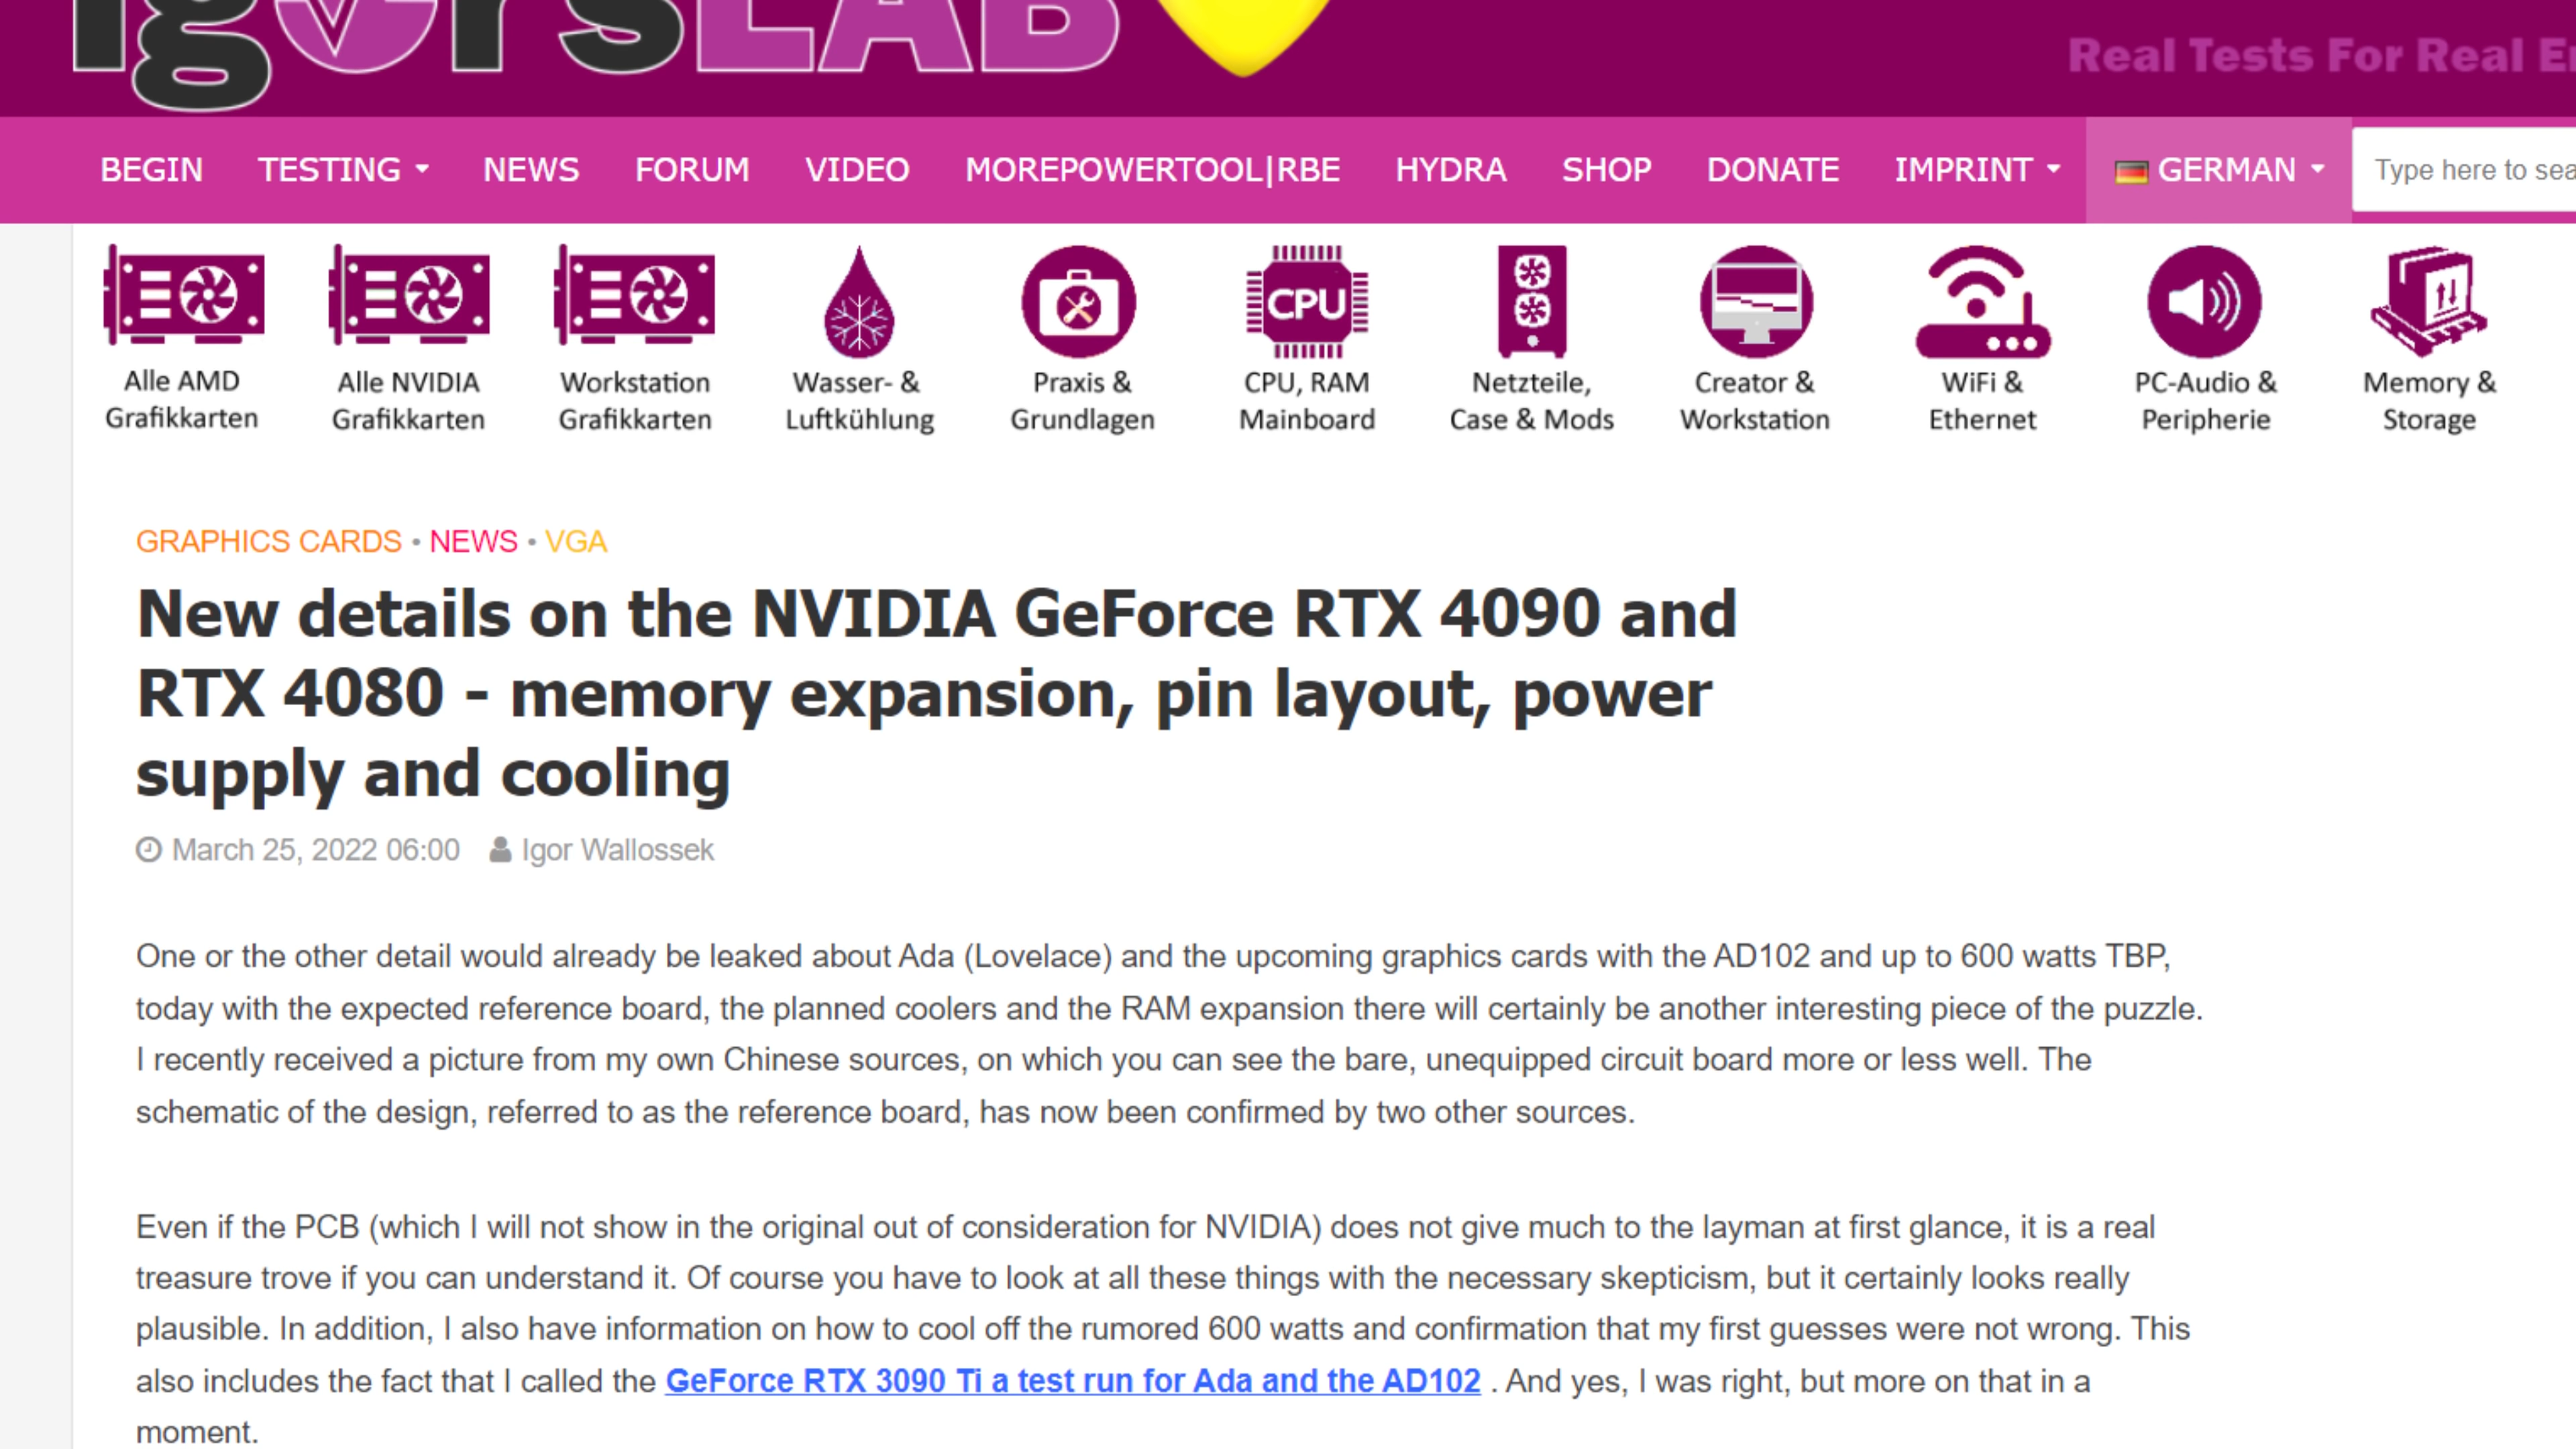 igorsLAB
Real Tests For Real
BEGIN TESTING NEWS FORUM VIDEO MOREPOWERTOOL|RBE HYDRA SHOP DONATE IMPRINT GERMAN Type here to sea
CPU
Alle AMD
Grafikkarten
Alle NVIDIA
Grafikkarten
Workstation
Grafikkarten
Wasser- &
Luftkühlung
Praxis &
Grundlagen
CPU, RAM
Mainboard
Netzteile,
Case & Mods
Creator &
Workstation
WiFi &
Ethernet
PC-Audio &
Peripherie
Memory &
Storage
GRAPHICS CARDS • NEWS • VGA
New details on the NVIDIA GeForce RTX 4090 and
RTX 4080 - memory expansion, pin layout, power
supply and cooling
March 25, 2022 06:00 Igor Wallossek
One or the other detail would already be leaked about Ada (Lovelace) and the upcoming graphics cards with the AD102 and up to 600 watts TBP,
today with the expected reference board, the planned coolers and the RAM expansion there will certainly be another interesting piece of the puzzle.
I recently received a picture from my own Chinese sources, on which you can see the bare, unequipped circuit board more or less well. The
schematic of the design, referred to as the reference board, has now been confirmed by two other sources.
Even if the PCB (which I will not show in the original out of consideration for NVIDIA) does not give much to the layman at first glance, it is a real
treasure trove if you can understand it. Of course you have to look at all these things with the necessary skepticism, but it certainly looks really
plausible. In addition, I also have information on how to cool off the rumored 600 watts and confirmation that my first guesses were not wrong. This
also includes the fact that I called the GeForce RTX 3090 Ti a test run for Ada and the AD102 . And yes, I was right, but more on that in a
moment.